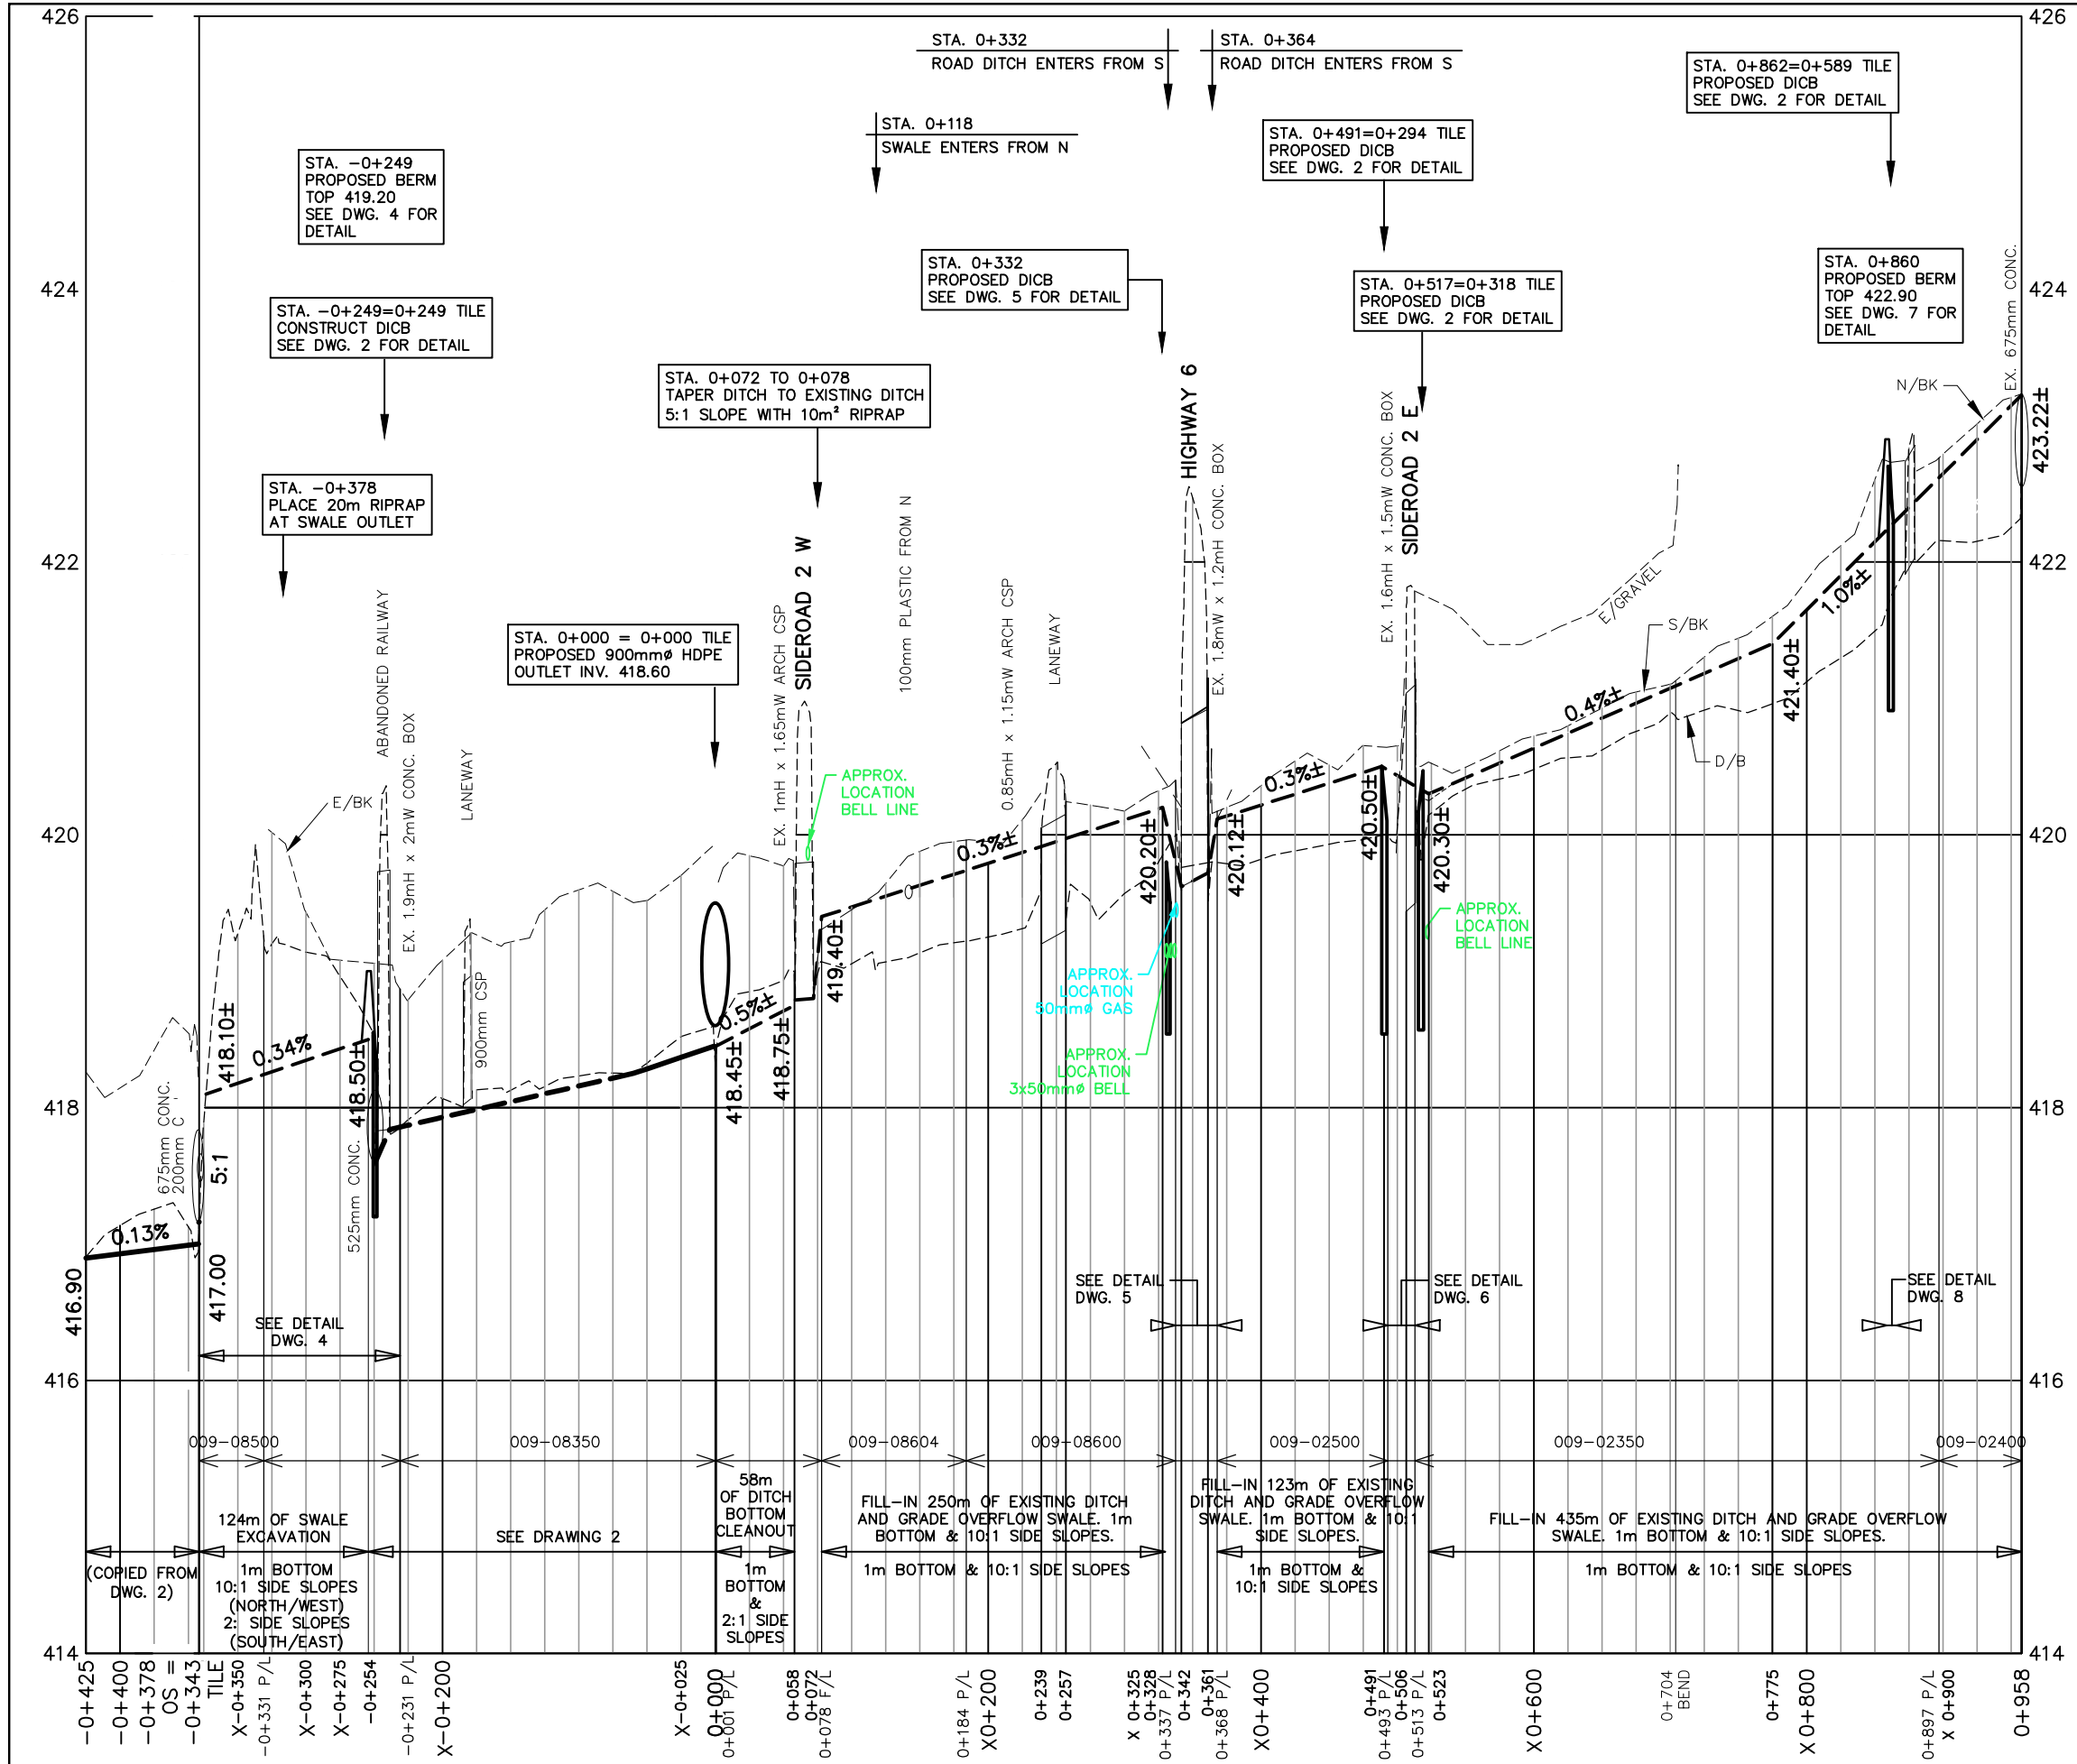 426
426
STA. 0+332
ROAD DITCH ENTERS FROM S
STA. 0+364
ROAD DITCH ENTERS FROM S
STA. 0+862=0+589 TILE
PROPOSED DICB
SEE DWG. 2 FOR DETAIL
STA. 0+118
SWALE ENTERS FROM N
STA. 0+491=0+294 TILE
PROPOSED DICB
SEE DWG. 2 FOR DETAIL
STA. -0+249
PROPOSED BERM
TOP 419.20
SEE DWG. 4 FOR
DETAIL
STA. 0+332
PROPOSED DICB
SEE DWG. 5 FOR DETAIL
STA. 0+860
PROPOSED BERM
TOP 422.90
SEE DWG. 7 FOR
DETAIL
424
424
STA. 0+517=0+318 TILE
PROPOSED DICB
SEE DWG. 2 FOR DETAIL
STA. -0+249=0+249 TILE
CONSTRUCT DICB
SEE DWG. 2 FOR DETAIL
STA. 0+072 TO 0+078
TAPER DITCH TO EXISTING DITCH
5:1 SLOPE WITH 10m² RIPRAP
STA. -0+378
PLACE 20m RIPRAP
AT SWALE OUTLET
STA. 0+000 = 0+000 TILE
PROPOSED 900mmø HDPE
OUTLET INV. 418.60
422
422
ABANDONED RAILWAY
EX. 1.9mH x 2mW CONC. BOX
LANEWAY
900mm CSP
EX. 1mH x 1.65mW ARCH CSP
SIDEROAD 2 W
100mm PLASTIC FROM N
0.85mH x 1.15mW ARCH CSP
LANEWAY
HIGHWAY 6
EX. 1.8mW x 1.2mH CONC. BOX
EX. 1.6mH x 1.5mW CONC. BOX
SIDEROAD 2 E
E/GRAVEL
S/BK
D/B
N/BK
EX. 675mm CONC.
423.22±
E/BK
APPROX.
LOCATION
BELL LINE
420
420
0.3%±
0.3%±
0.4%±
1.0%±
421.40±
420.20±
420.12±
420.50±
420.30±
419.40±
APPROX.
LOCATION
BELL LINE
APPROX.
LOCATION
50mmø GAS
APPROX.
LOCATION
3x50mmø BELL
0.34%
418.10±
418.50±
0.5%±
418.45±
418.75±
418
418
675mm CONC.
200mm C
5:1
525mm CONC.
0.13%
416.90
417.00
SEE DETAIL
DWG. 4
SEE DETAIL
DWG. 5
SEE DETAIL
DWG. 6
SEE DETAIL
DWG. 8
416
416
009-08500
009-08350
009-08604
009-08600
009-02500
009-02350
009-02400
(COPIED FROM
DWG. 2)
124m OF SWALE
EXCAVATION
1m BOTTOM
10:1 SIDE SLOPES
(NORTH/WEST)
2: SIDE SLOPES
(SOUTH/EAST)
SEE DRAWING 2
58m
OF DITCH
BOTTOM
CLEANOUT
1m
BOTTOM
&
2:1 SIDE
SLOPES
FILL-IN 250m OF EXISTING DITCH
AND GRADE OVERFLOW SWALE. 1m
BOTTOM & 10:1 SIDE SLOPES.
1m BOTTOM & 10:1 SIDE SLOPES
FILL-IN 123m OF EXISTING
DITCH AND GRADE OVERFLOW
SWALE. 1m BOTTOM & 10:1
SIDE SLOPES.
1m BOTTOM &
10:1 SIDE SLOPES
FILL-IN 435m OF EXISTING DITCH AND GRADE OVERFLOW
SWALE. 1m BOTTOM & 10:1 SIDE SLOPES.
1m BOTTOM & 10:1 SIDE SLOPES
414
414
-0+425
-0+400
-0+378
OS =
-0+343
TILE
X-0+350
-0+331 P/L
X-0+300
X-0+275
-0+254
-0+231 P/L
X-0+200
X-0+025
0+000
0+001 P/L
0+058
0+072
0+078 F/L
0+184 P/L
X0+200
0+239
0+257
X 0+325
0+328
0+337 P/L
0+342
0+361
0+368 P/L
X0+400
0+491
0+493 P/L
0+506
0+513 P/L
0+523
X0+600
0+704
BEND
0+775
X0+800
0+897 P/L
X 0+900
0+958